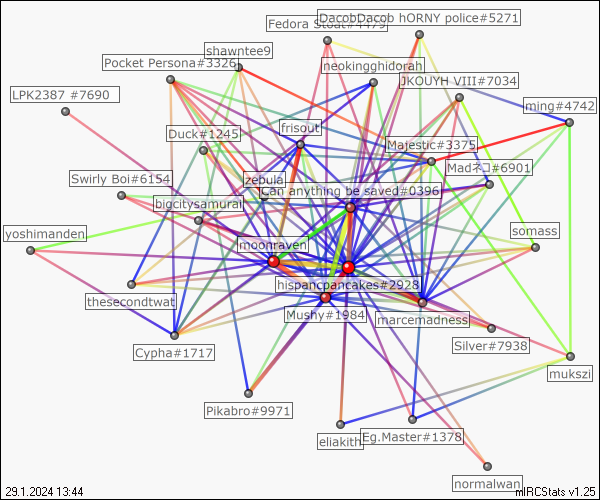 DacobDacob hORNY police#5271
Fedora Stoat#4479
shawntee9
Pocket Persona#3326
neokingghidorah
JKOUYH VIII#7034
LPK2387 #7690
ming#4742
Duck#1245
frisout
Majestic#3375
Madネコ#6901
Swirly Boi#6154
zebula
Can anything be saved#0396
bigcitysamurai
yoshimanden
moonraven
somass
hispancpancakes#2928
thesecondtwat
Mushy#1984
marcemadness
Cypha#1717
Silver#7938
mukszi
Pikabro#9971
eliakith
Eg.Master#1378
normalwan
29.1.2024 13:44
mIRCStats v1.25